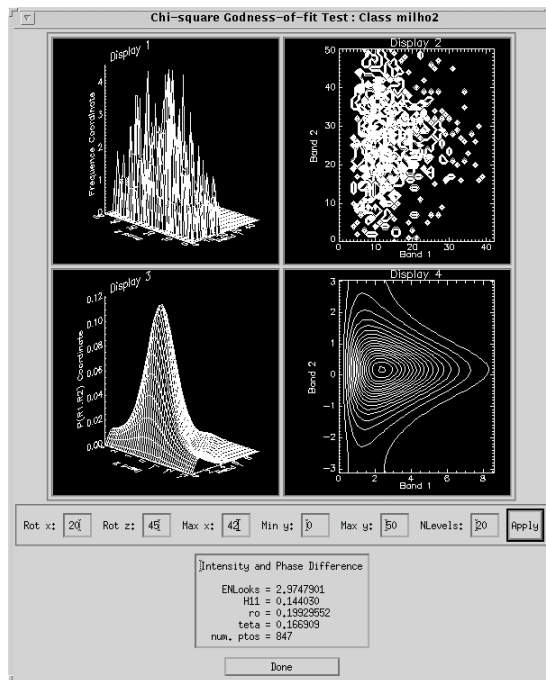 Chi-square Godness-of-fit Test : Class milho2
Display 1
Frequence Coordinate
4
3
2
1
0
Display 2
50
40
30
20
10
0
Band 2
0 10 20 30 40
Band 1
Display 3
P(R1,R2) Coordinate
0.12
0.10
0.08
0.06
0.04
0.02
0.00
Display 4
3
2
1
0
-1
-2
-3
Band 2
0 2 4 6 8
Band 1
Rot x: 20 Rot z: 45 Max x: 42 Min y: 0 Max y: 50 NLevels: 20 Apply
Intensity and Phase Difference
ENLooks = 2.9747901
H11 = 0.144030
ro = 0.19929552
teta = 0.166909
num. ptos = 847
Done